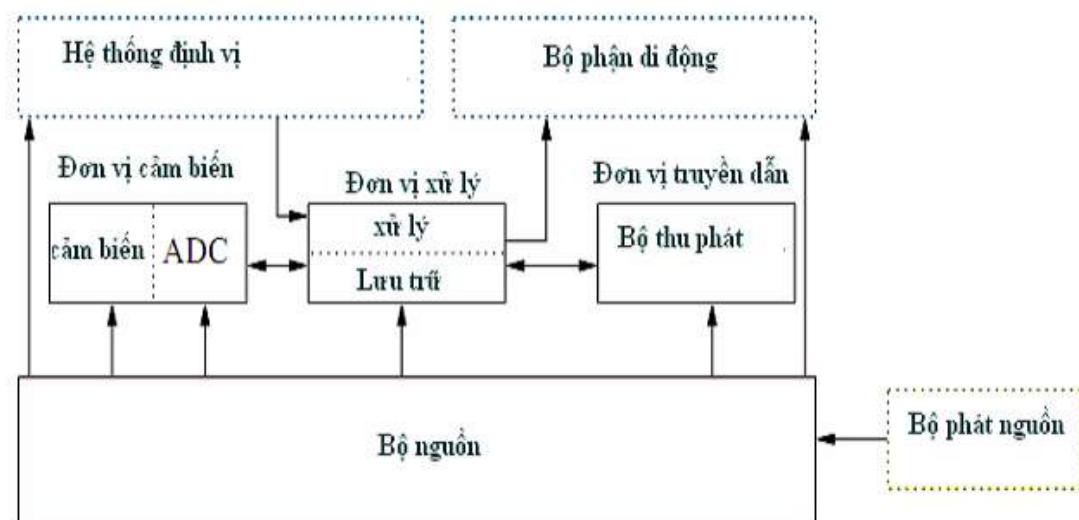 Hệ thống định vị
Bộ phận di động
Đơn vị cảm biến
Đơn vị xử lý
Đơn vị truyền dẫn
cảm biến
ADC
xử lý
Lưu trữ
Bộ thu phát
Bộ nguồn
Bộ phát nguồn